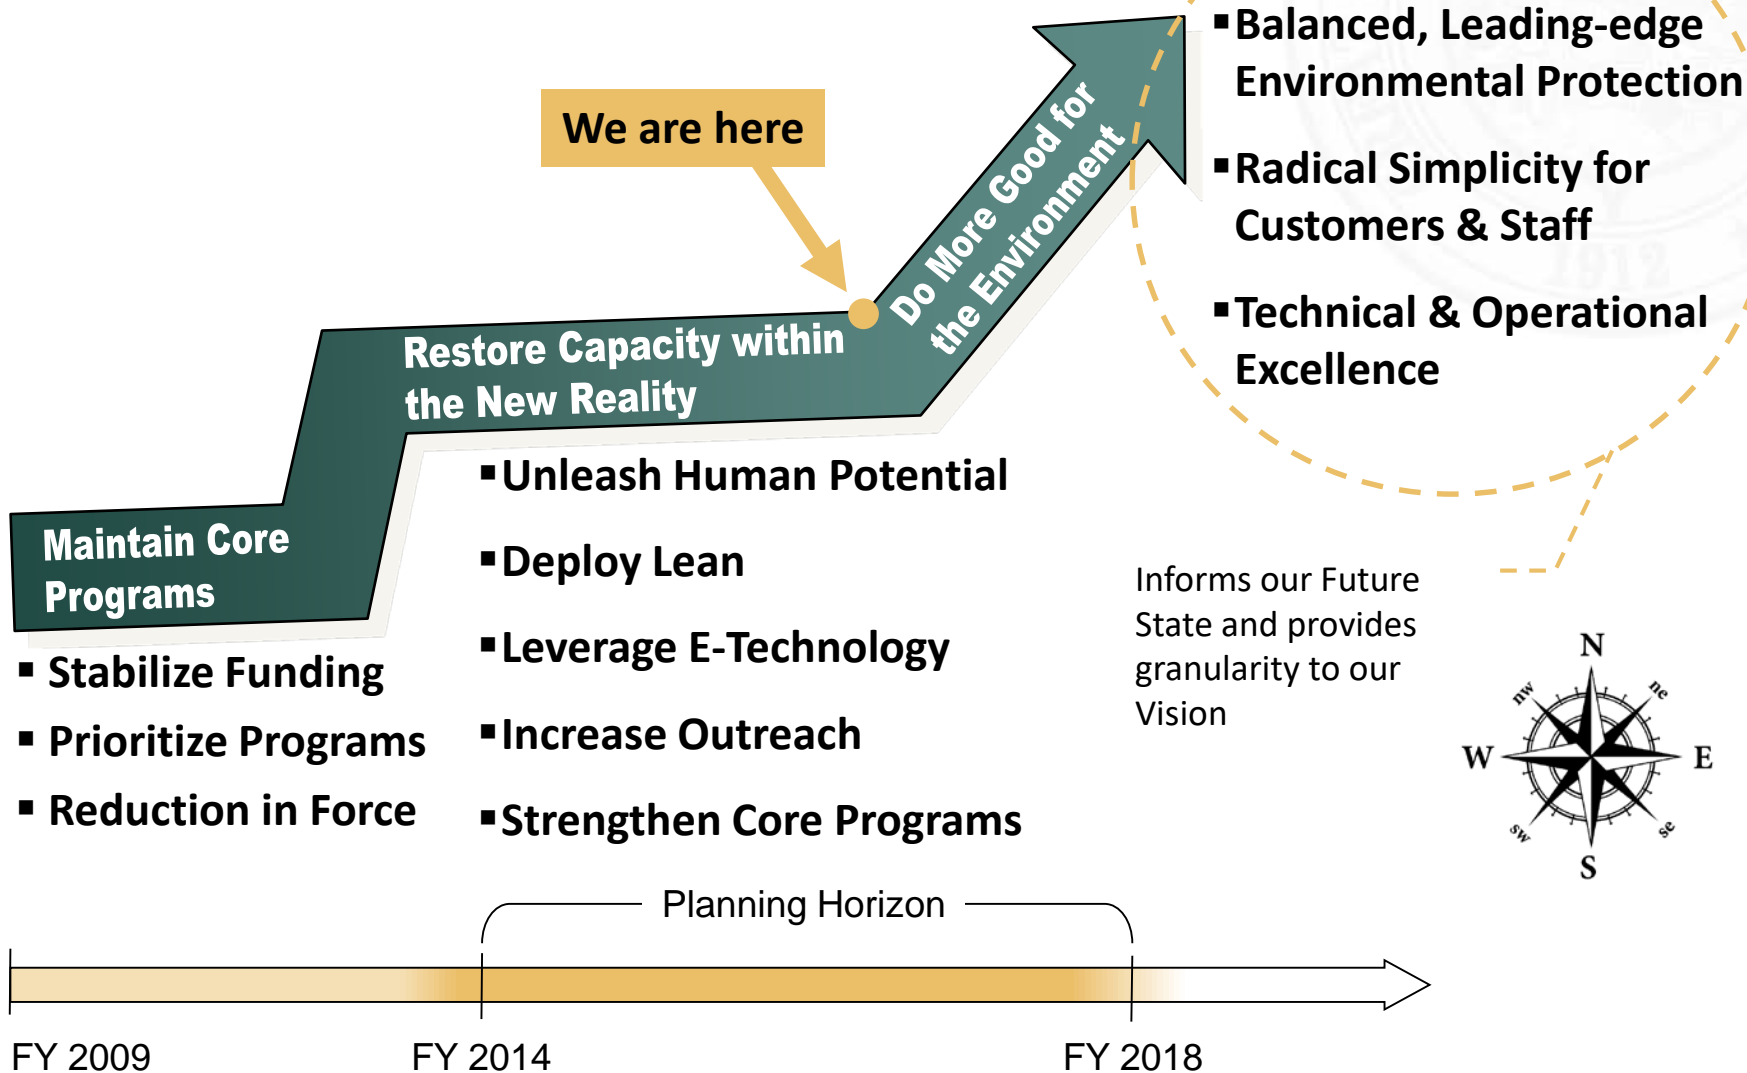 ▪Balanced, Leading-edge
Environmental Protection
▪Radical Simplicity for
Customers & Staff
▪Technical & Operational
Excellence
We are here
Do More Good for
the Environment
Restore Capacity within
the New Reality
Maintain Core
Programs
▪ Stabilize Funding
▪ Prioritize Programs
▪ Reduction in Force
▪Unleash Human Potential
▪Deploy Lean
▪Leverage E-Technology
▪Increase Outreach
▪Strengthen Core Programs
Informs our Future
State and provides
granularity to our
Vision
N
nw
ne
W
E
sw
se
S
Planning Horizon
FY 2009
FY 2014
FY 2018
1912